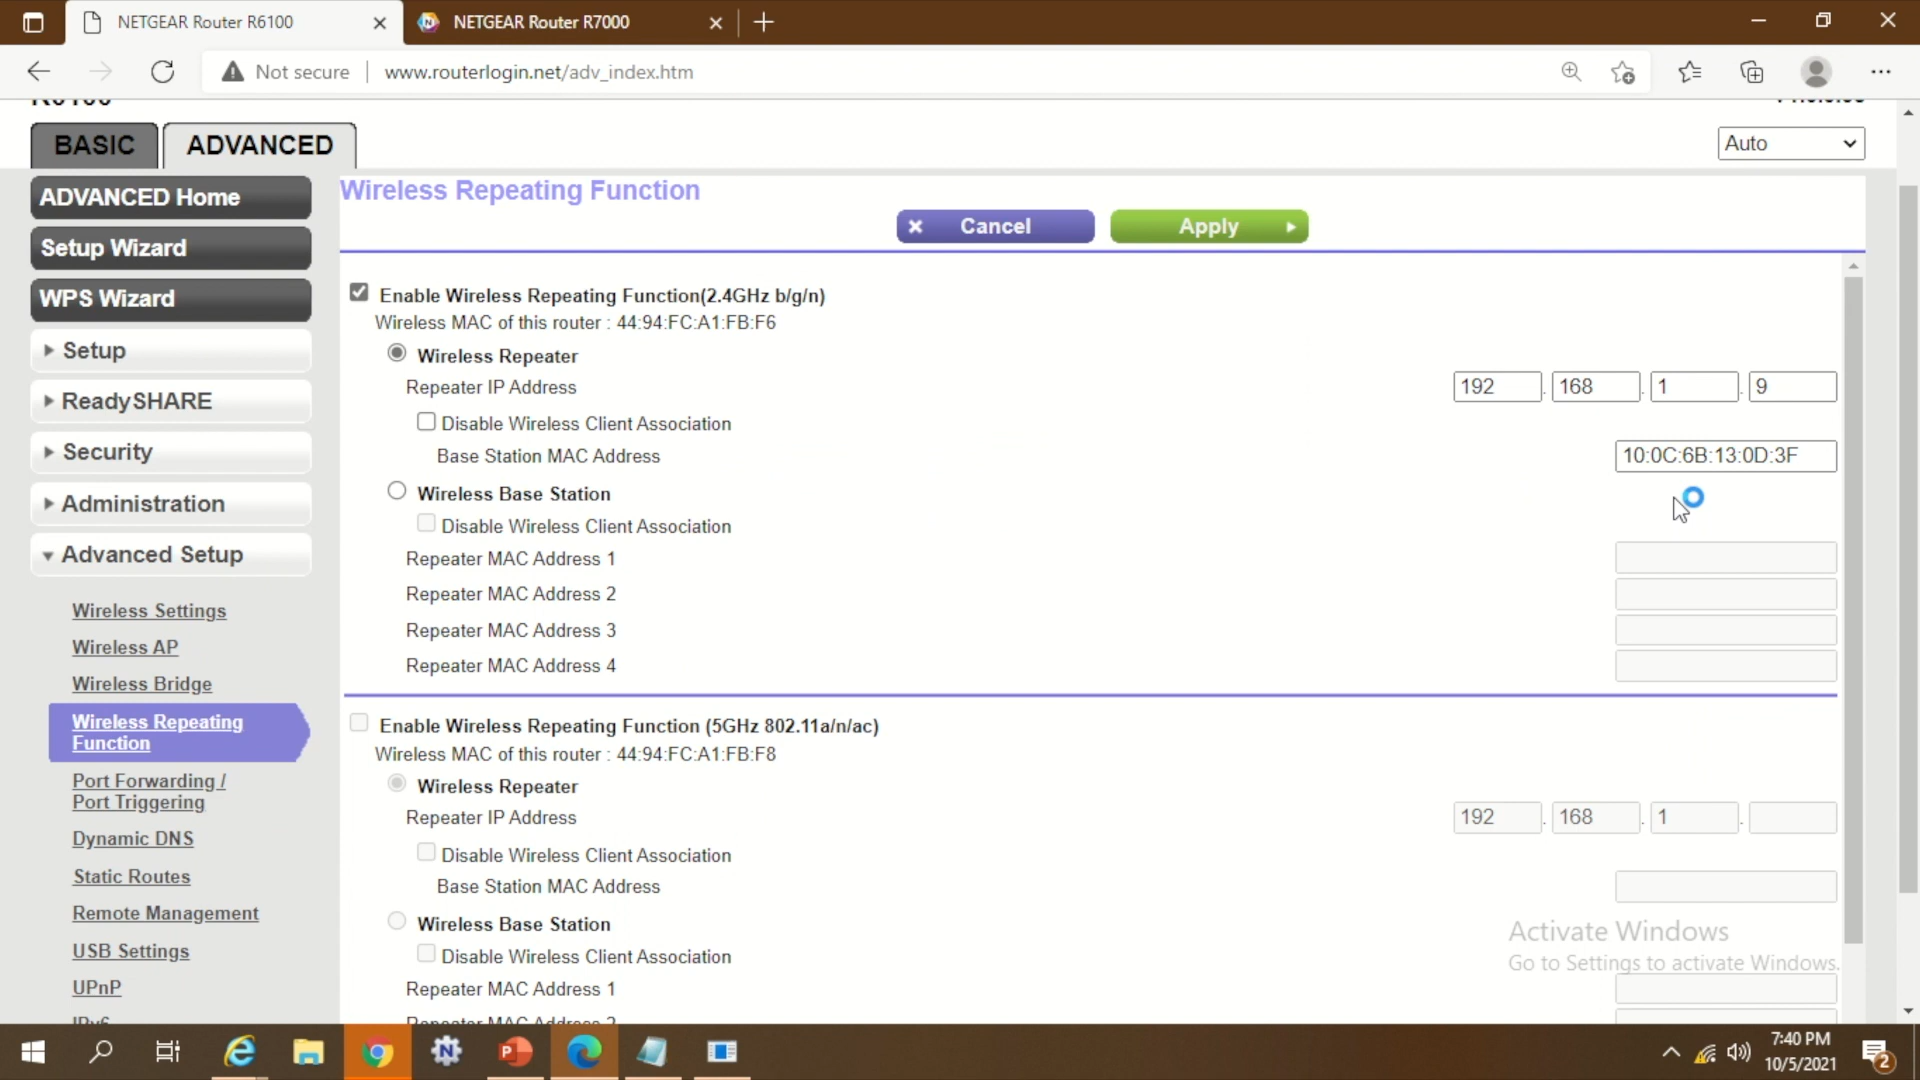 NETGEAR Router R6100
NETGEAR Router R7000
Not secure
www.routerlogin.net/adv_index.htm
R6100
BASIC
ADVANCED
Auto
ADVANCED Home
Setup Wizard
WPS Wizard
Setup
ReadySHARE
Security
Administration
Advanced Setup
Wireless Settings
Wireless AP
Wireless Bridge
Wireless Repeating
Function
Port Forwarding /
Port Triggering
Dynamic DNS
Static Routes
Remote Management
USB Settings
UPnP
IPv6
Wireless Repeating Function
Cancel
Apply
Enable Wireless Repeating Function(2.4GHz b/g/n)
Wireless MAC of this router : 44:94:FC:A1:FB:F6
Wireless Repeater
Repeater IP Address 192 . 168 . 1 . 9
Disable Wireless Client Association
Base Station MAC Address 10:0C:6B:13:0D:3F
Wireless Base Station
Disable Wireless Client Association
Repeater MAC Address 1
Repeater MAC Address 2
Repeater MAC Address 3
Repeater MAC Address 4
Enable Wireless Repeating Function (5GHz 802.11a/n/ac)
Wireless MAC of this router : 44:94:FC:A1:FB:F8
Wireless Repeater
Repeater IP Address 192 . 168 . 1 .
Disable Wireless Client Association
Base Station MAC Address
Wireless Base Station
Disable Wireless Client Association
Repeater MAC Address 1
Repeater MAC Address 2
Activate Windows
Go to Settings to activate Windows.
7:40 PM
10/5/2021
2